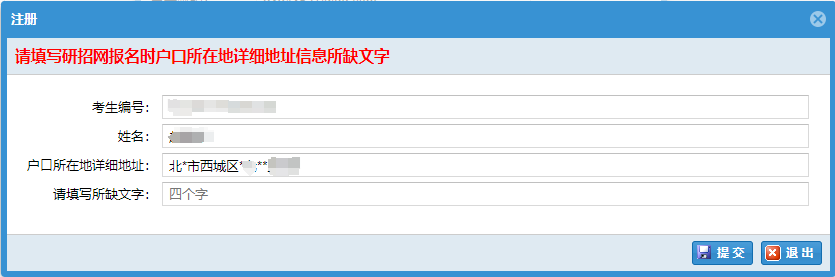 注册
请填写研招网报名时户口所在地详细地址信息所缺文字
考生编号:
姓名:
户口所在地详细地址: 北*市西城区*
请填写所缺文字: 四个字
提交 退出